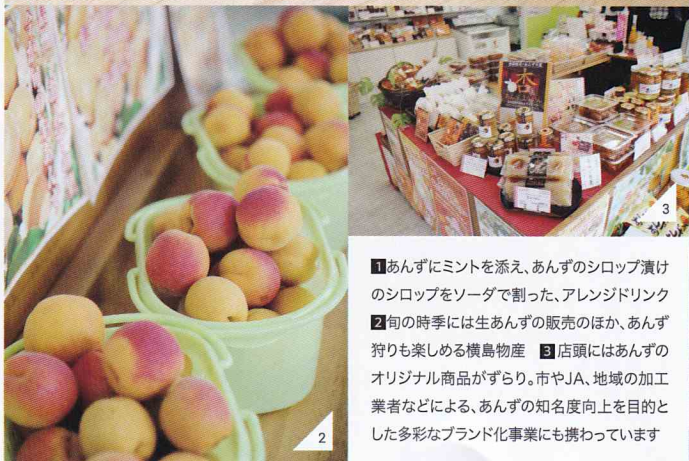 杏
3
2
1あんずにミントを添え、あんずのシロップ漬け
のシロップをソーダで割った、アレンジドリンク
2旬の時季には生あんずの販売のほか、あんず
狩りも楽しめる横島物産 3店頭にはあんずの
オリジナル商品がずらり。市やJA、地域の加工
業者などによる、あんずの知名度向上を目的と
した多彩なブランド化事業にも携わっています